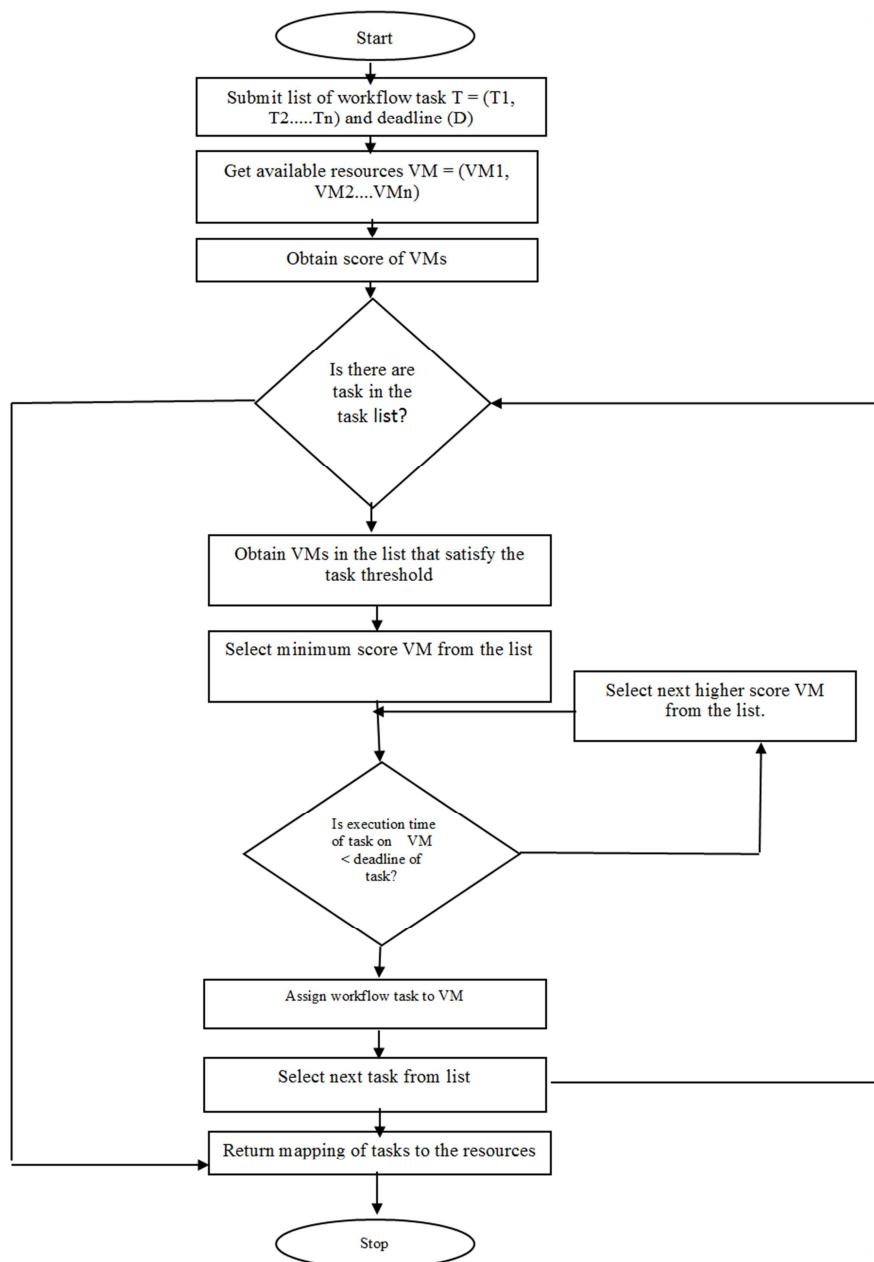 Start
Submit list of workflow task T = (T1,
T2.....Tn) and deadline (D)
Get available resources VM = (VM1,
VM2....VMn)
Obtain score of VMs
Is there are
task in the
task list?
Obtain VMs in the list that satisfy the
task threshold
Select minimum score VM from the list
Select next higher score VM
from the list.
Is execution time
of task on VM
< deadline of
task?
Assign workflow task to VM
Select next task from list
Return mapping of tasks to the resources
Stop